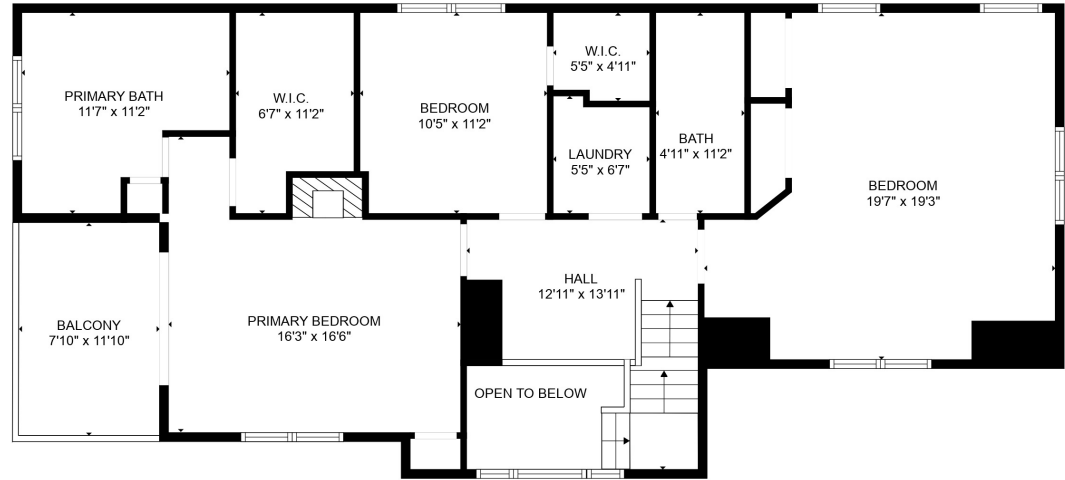 PRIMARY BATH
11'7" x 11'2"
W.I.C.
6'7" x 11'2"
BEDROOM
10'5" x 11'2"
W.I.C.
5'5" x 4'11"
LAUNDRY
5'5" x 6'7"
BATH
4'11" x 11'2"
BEDROOM
19'7" x 19'3"
BALCONY
7'10" x 11'10"
PRIMARY BEDROOM
16'3" x 16'6"
HALL
12'11" x 13'11"
OPEN TO BELOW